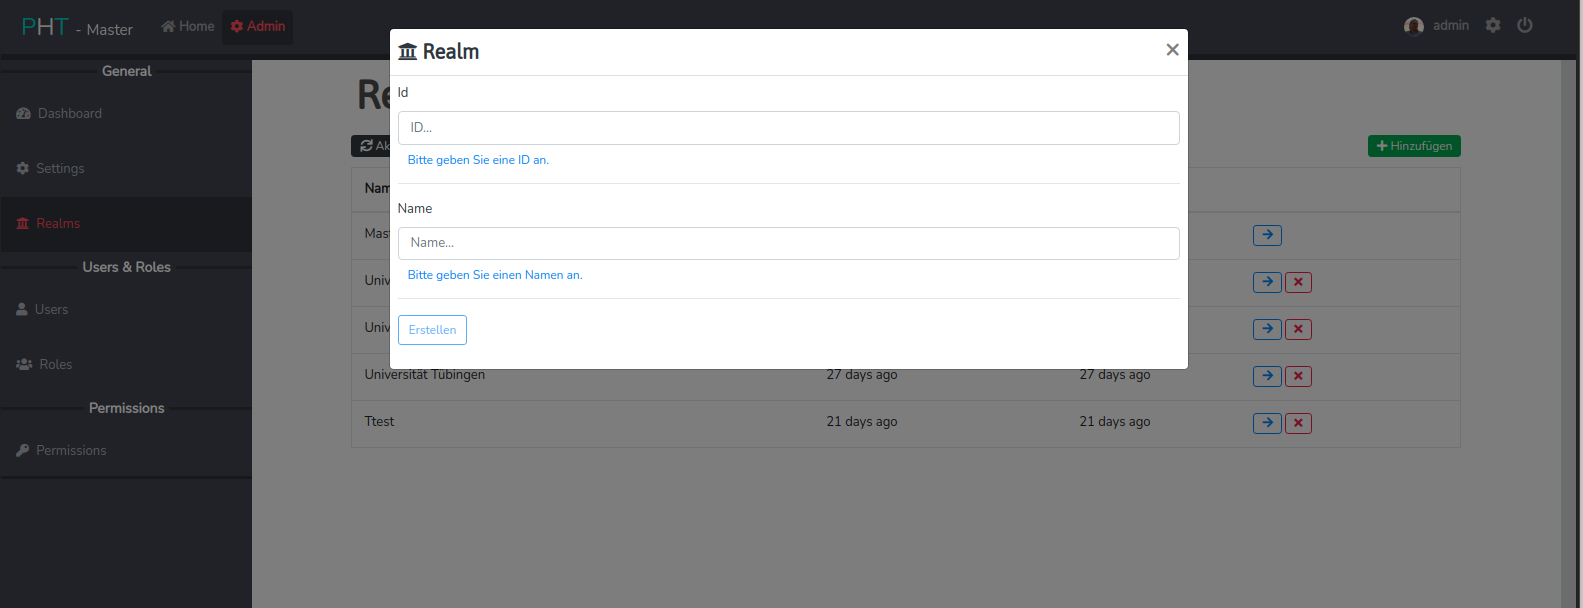 PHT - Master Home Admin admin
General
Dashboard
Settings
Realms
Users & Roles
Users
Roles
Permissions
Permissions
Realm
Id
ID...
Bitte geben Sie eine ID an.
Name
Name...
Bitte geben Sie einen Namen an.
Erstellen
Re
Ak
Hinzufügen
Nam
Mast
Univ
Univ
Universität Tübingen 27 days ago 27 days ago
Ttest 21 days ago 21 days ago